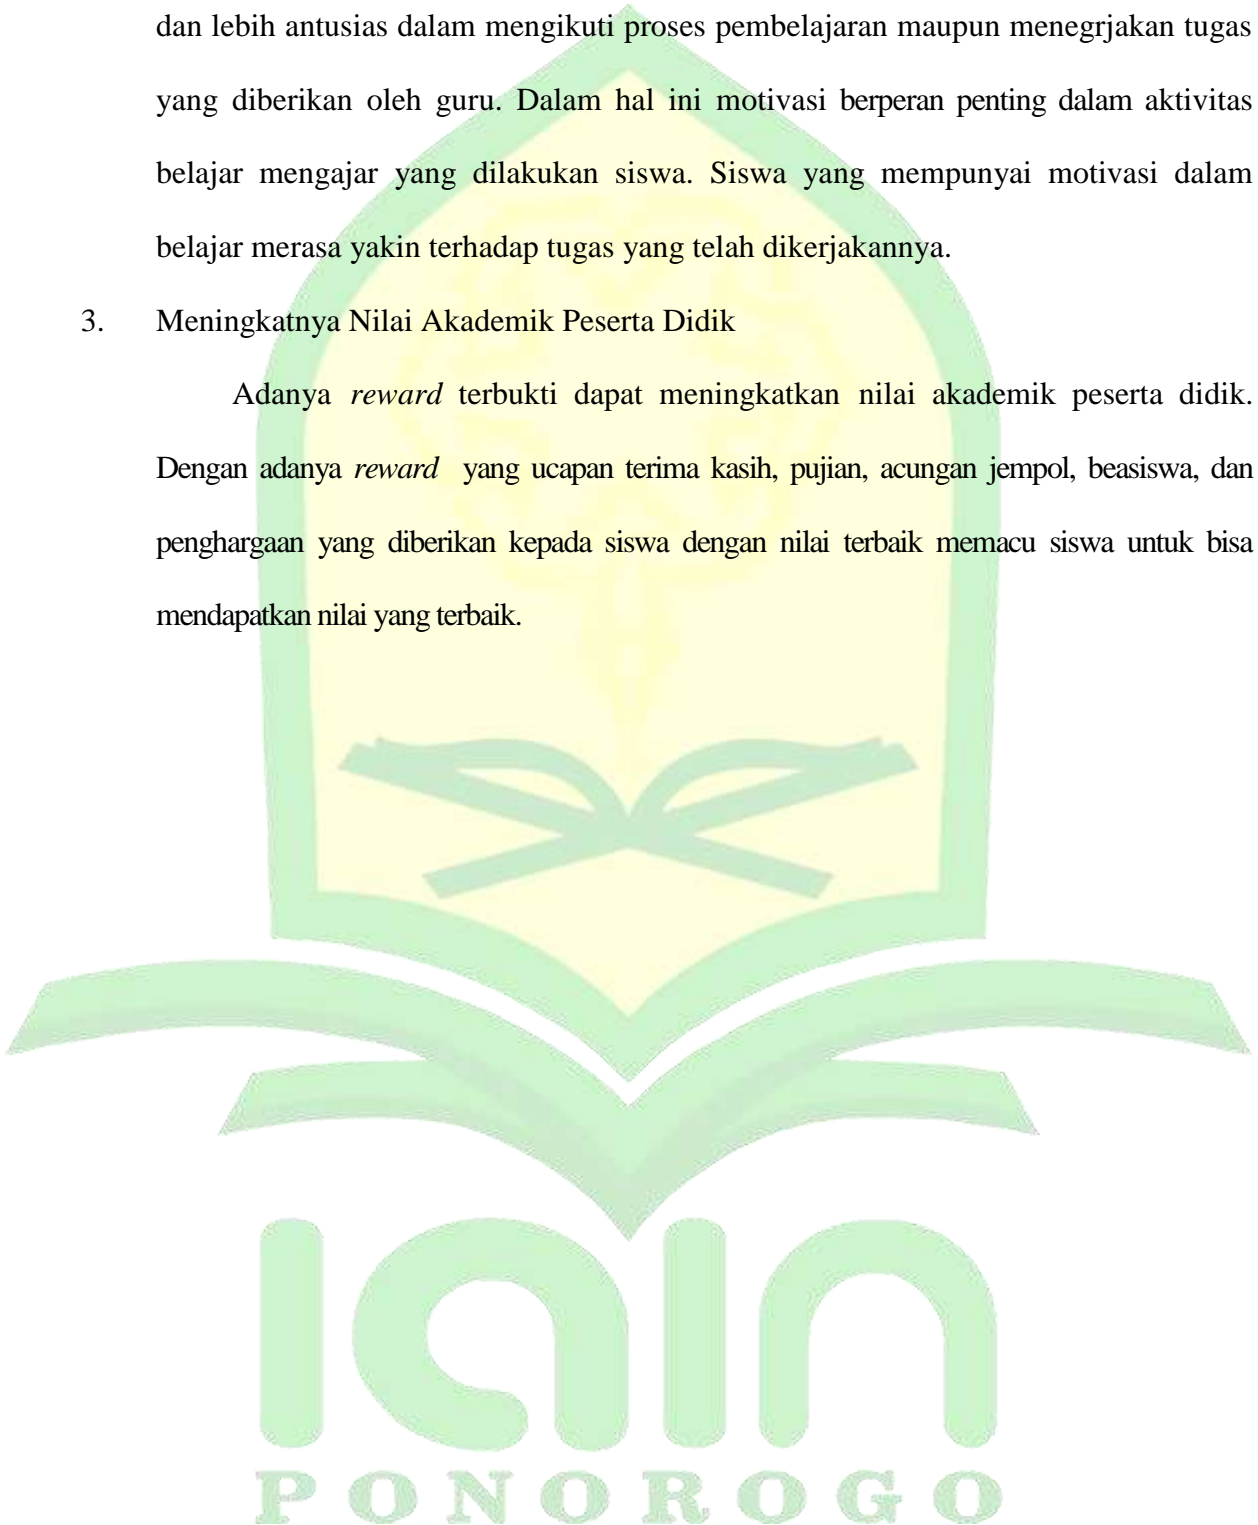 dan lebih antusias dalam mengikuti proses pembelajaran maupun menegrjakan tugas
yang diberikan oleh guru. Dalam hal ini motivasi berperan penting dalam aktivitas
belajar mengajar yang dilakukan siswa. Siswa yang mempunyai motivasi dalam
belajar merasa yakin terhadap tugas yang telah dikerjakannya.
3. Meningkatnya Nilai Akademik Peserta Didik
Adanya reward terbukti dapat meningkatkan nilai akademik peserta didik.
Dengan adanya reward yang ucapan terima kasih, pujian, acungan jempol, beasiswa, dan
penghargaan yang diberikan kepada siswa dengan nilai terbaik memacu siswa untuk bisa
mendapatkan nilai yang terbaik.
iain
PONOROGO